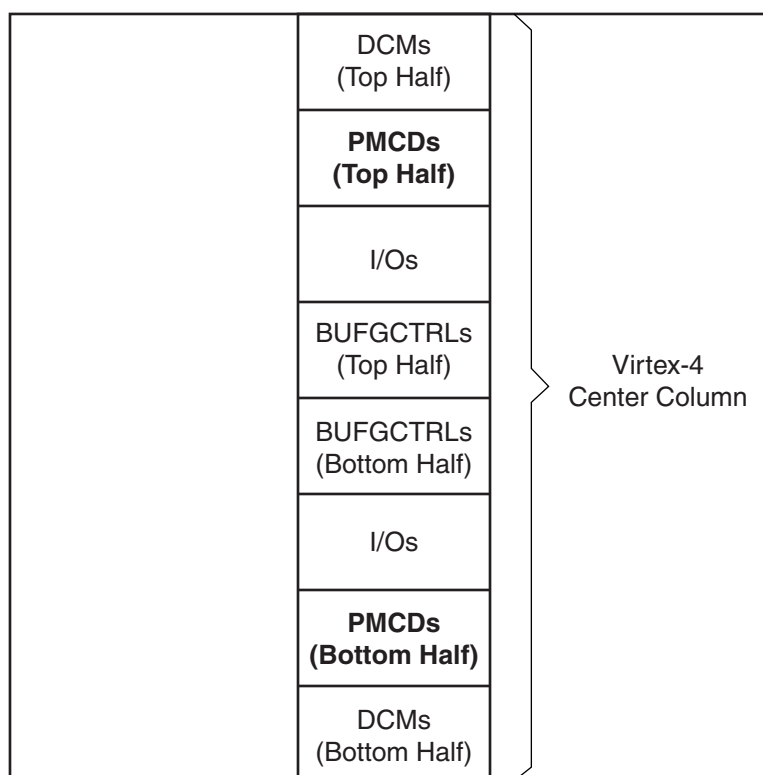 DCMs
(Top Half)
PMCDs
(Top Half)
I/Os
BUFGCTRLs
(Top Half)
BUFGCTRLs
(Bottom Half)
I/Os
PMCDs
(Bottom Half)
DCMs
(Bottom Half)
Virtex-4
Center Column